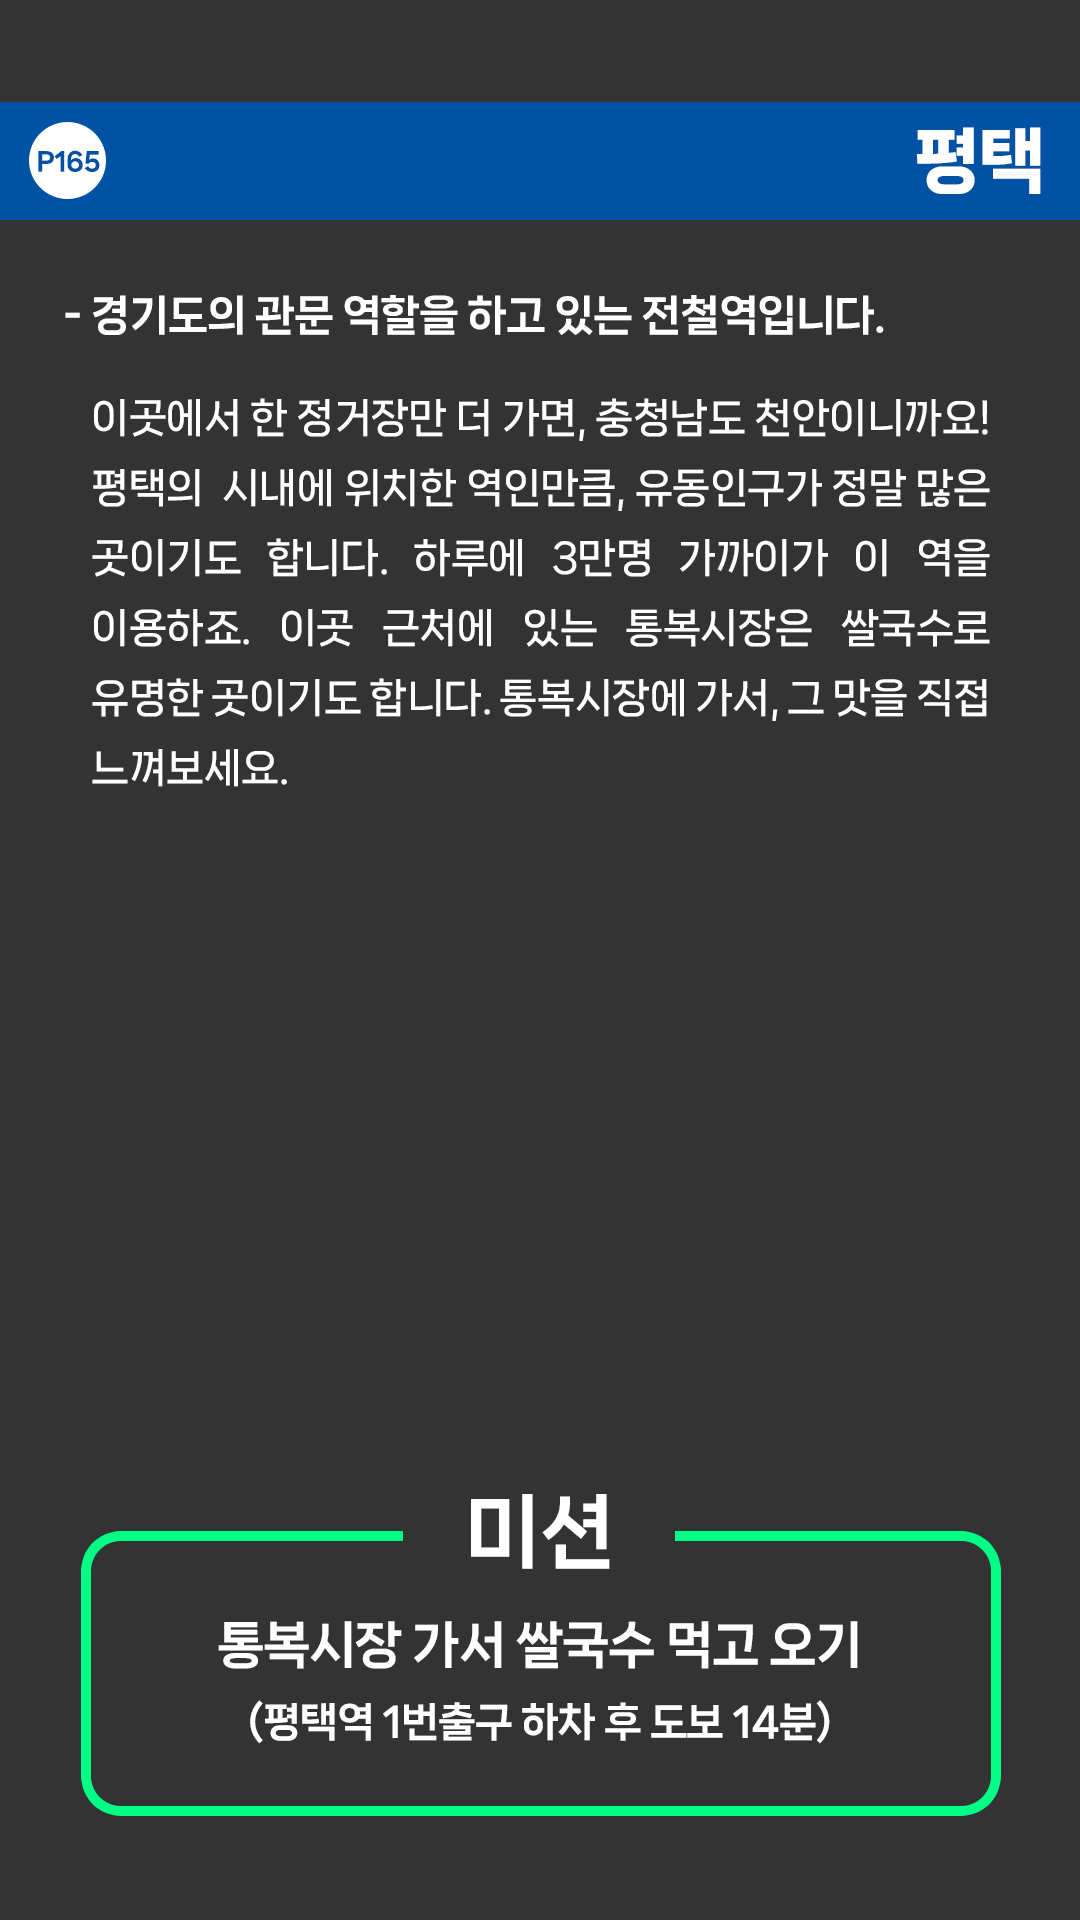 P165
평택
- 경기도의 관문 역할을 하고 있는 전철역입니다.
이곳에서 한 정거장만 더 가면, 충청남도 천안이니까요!
평택의 시내에 위치한 역인만큼, 유동인구가 정말 많은
곳이기도 합니다. 하루에 3만명 가까이가 이 역을
이용하죠. 이곳 근처에 있는 통복시장은 쌀국수로
유명한 곳이기도 합니다. 통복시장에 가서, 그 맛을 직접
느껴보세요.
미션
통복시장 가서 쌀국수 먹고 오기
(평택역 1번출구 하차 후 도보 14분)